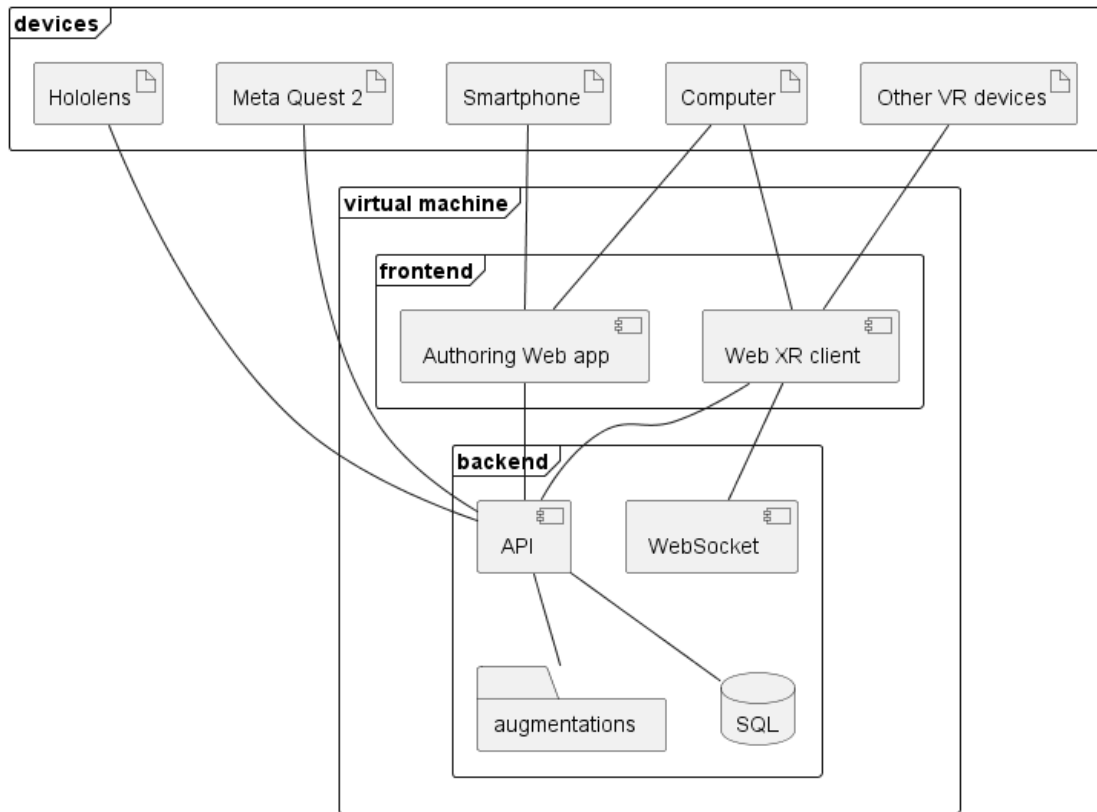 devices
Hololens
Meta Quest 2
Smartphone
Computer
Other VR devices
virtual machine
frontend
Authoring Web app
Web XR client
backend
API
WebSocket
augmentations
SQL